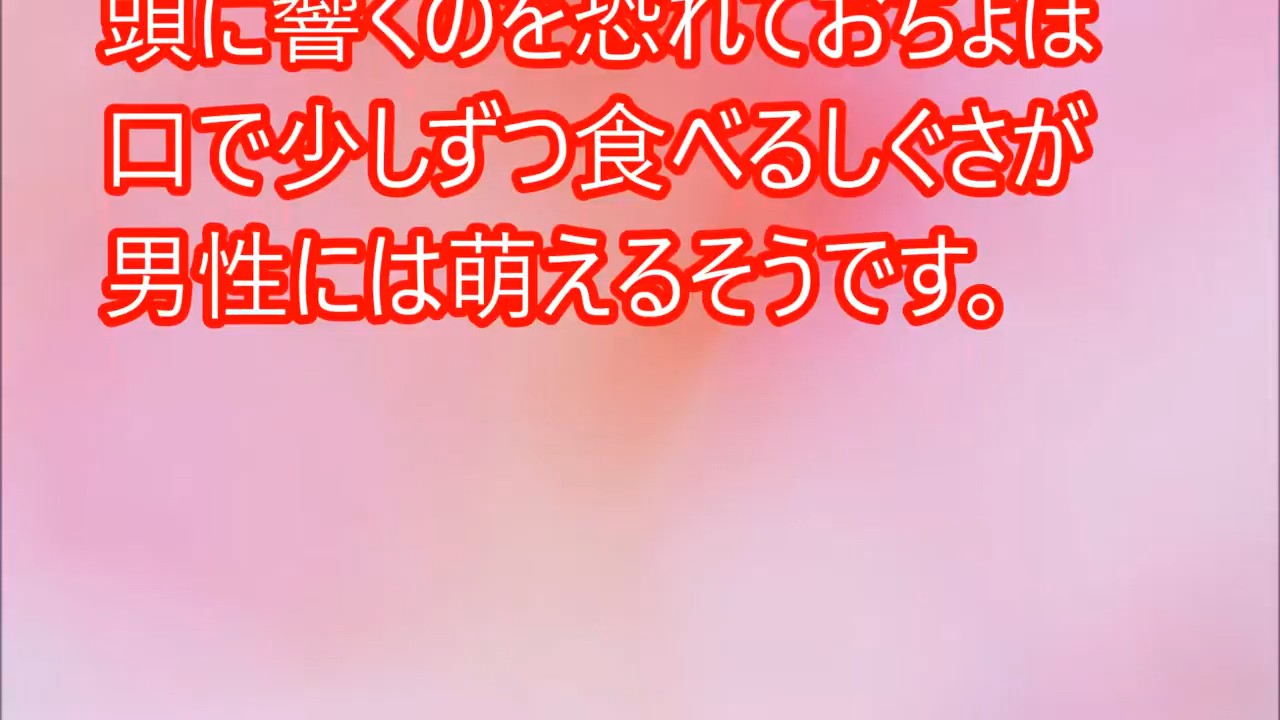 頭に響くのを恐れておちょぼ
口で少しずつ食べるしぐさが
男性には萌えるそうです。